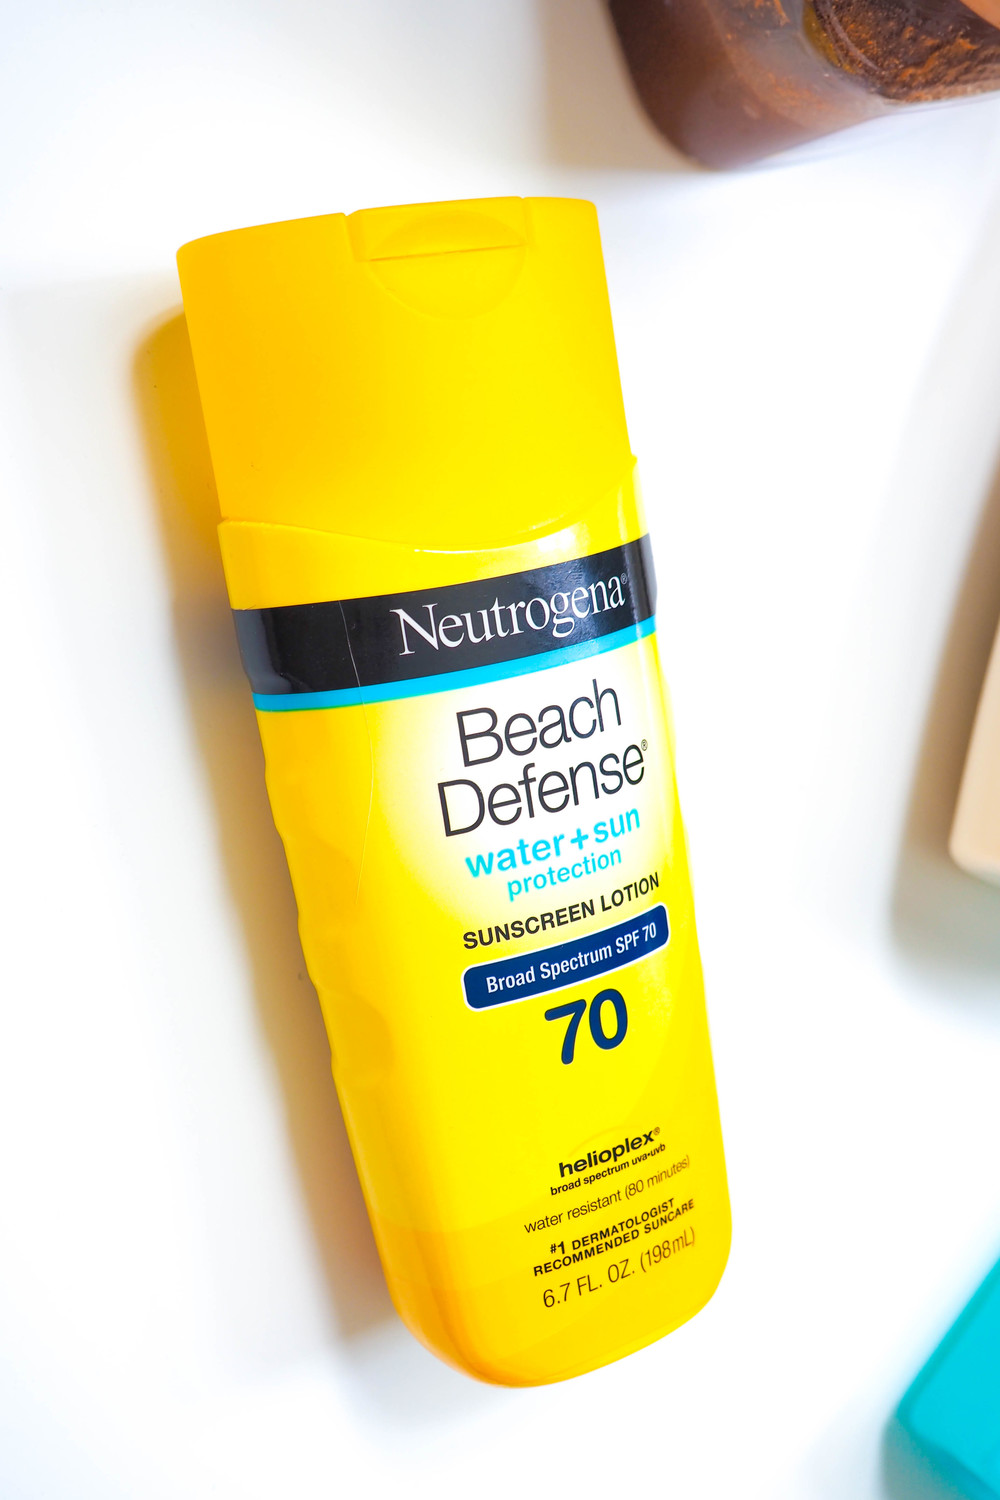 Neutrogena®
Beach
Defense®
water+sun
protection
SUNSCREEN LOTION
Broad Spectrum SPF 70
70
helioplex®
broad spectrum uva•uvb
water resistant (80 minutes)
#1 DERMATOLOGIST
RECOMMENDED SUNCARE
6.7 FL. OZ. (198mL)